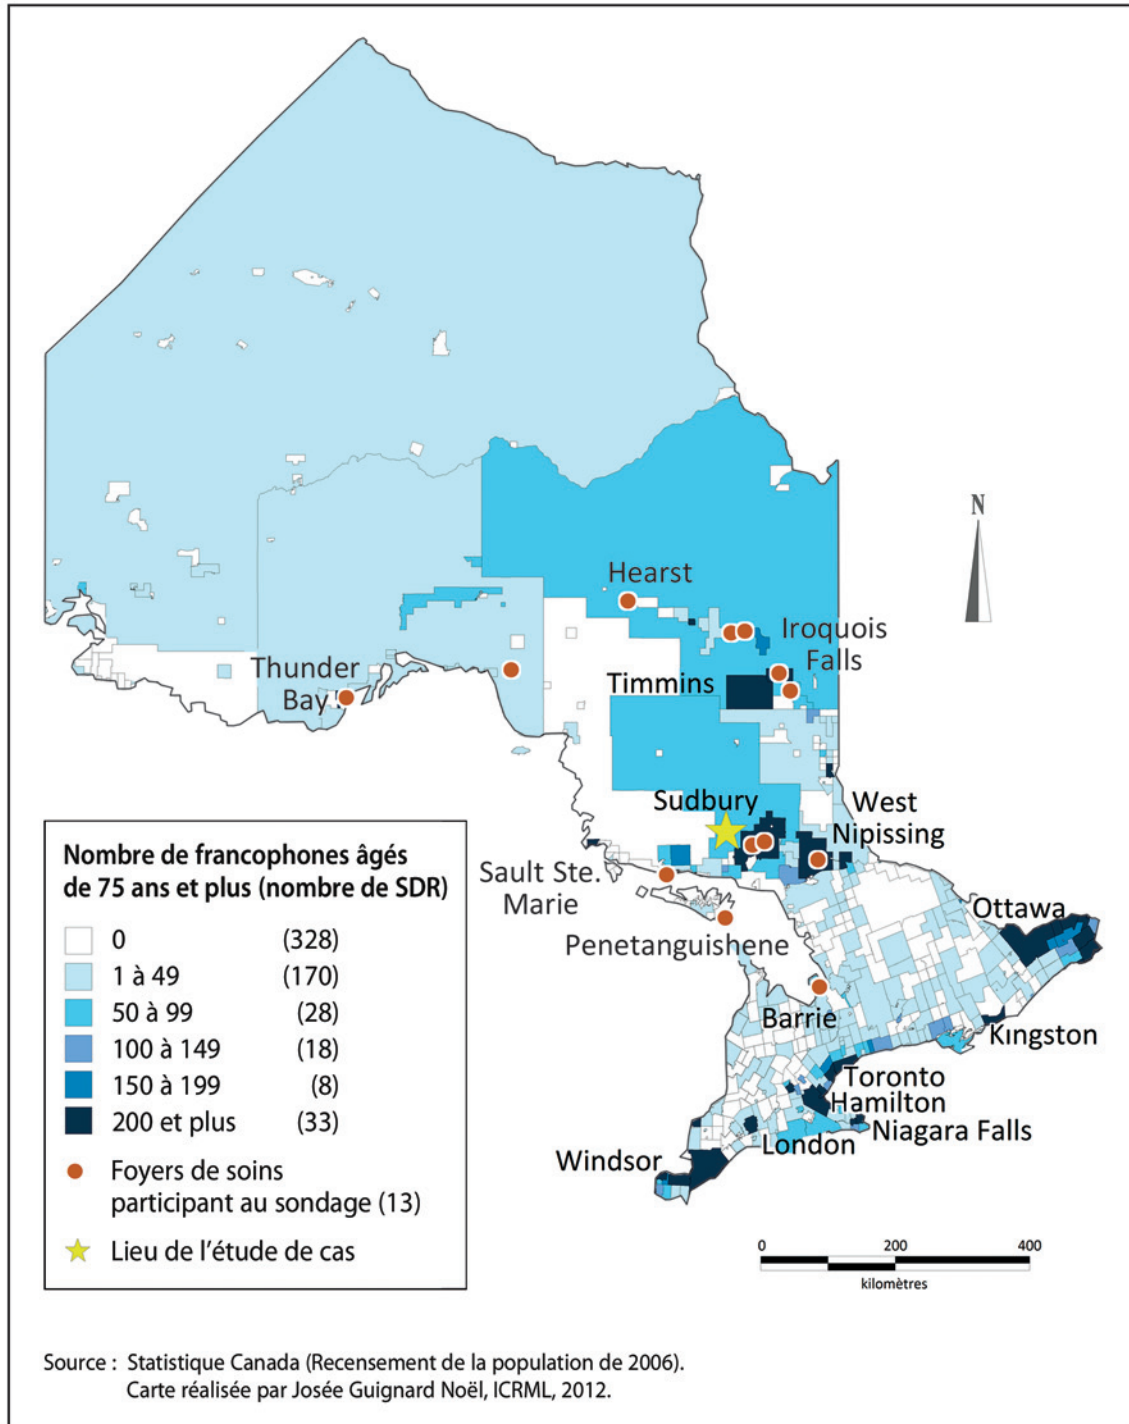 N
Hearst
Iroquois
Falls
Thunder
Bay
Timmins
Sudbury
West
Nipissing
Sault Ste.
Marie
Penetanguishene
Ottawa
Barrie
Kingston
Toronto
Hamilton
Niagara Falls
London
Windsor
Nombre de francophones âgés
de 75 ans et plus (nombre de SDR)
0 (328)
1 à 49 (170)
50 à 99 (28)
100 à 149 (18)
150 à 199 (8)
200 et plus (33)
Foyers de soins
participant au sondage (13)
Lieu de l'étude de cas
0 200 400
kilomètres
Source : Statistique Canada (Recensement de la population de 2006).
Carte réalisée par Josée Guignard Noël, ICRML, 2012.